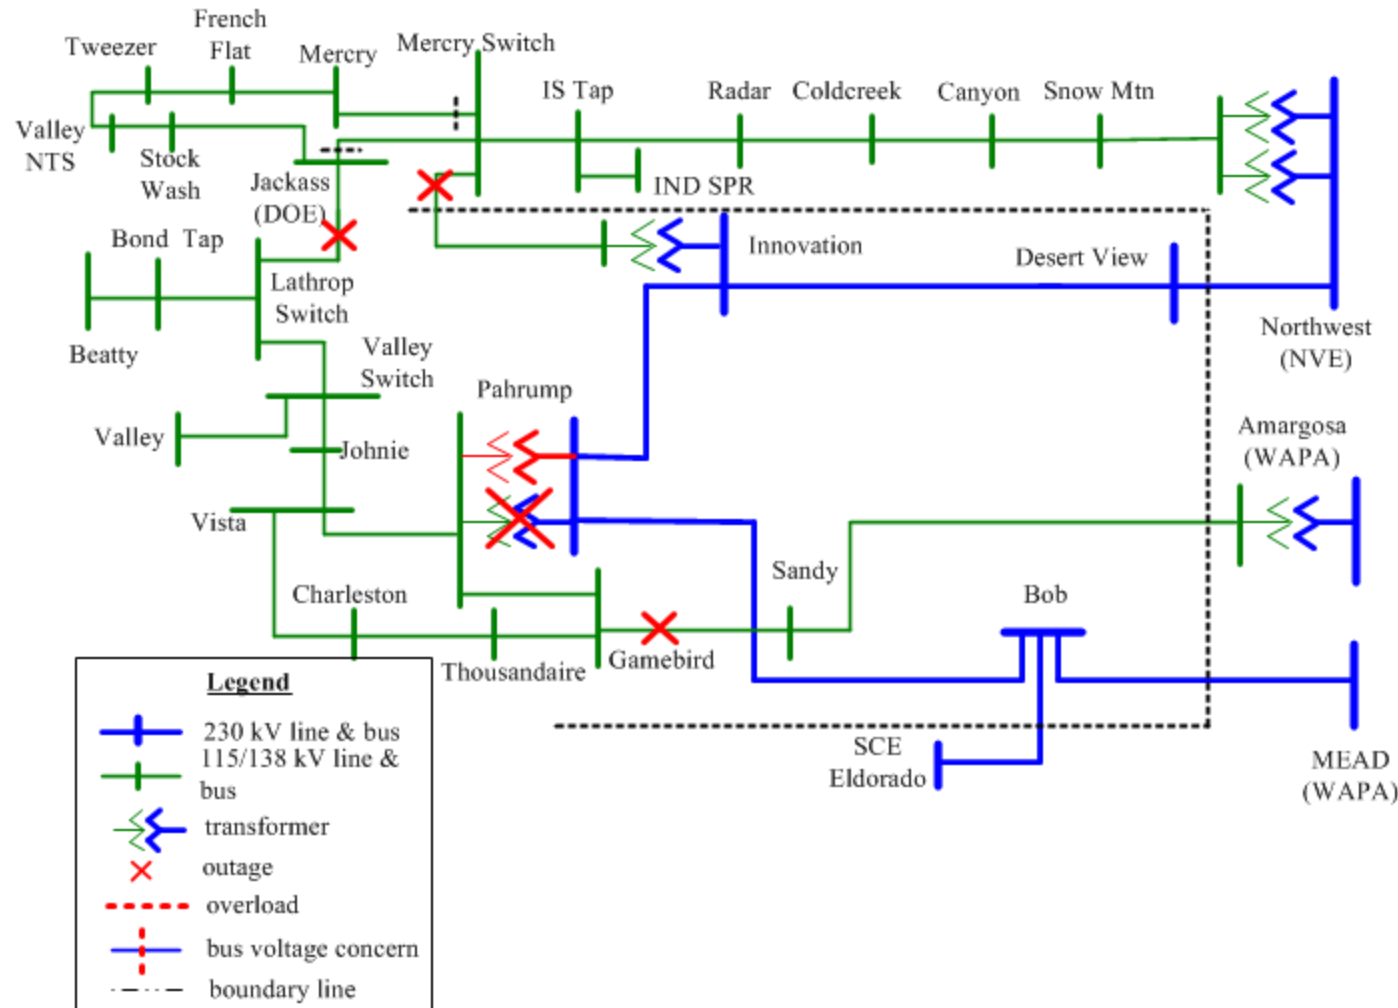 French
Flat
Tweezer
Mercry
Mercry Switch
IS Tap
Radar
Coldcreek
Canyon
Snow Mtn
Valley
NTS
Stock
Wash
Jackass
(DOE)
IND SPR
Bond Tap
Innovation
Desert View
Lathrop
Switch
Northwest
(NVE)
Beatty
Valley
Switch
Pahrump
Valley
Johnie
Amargosa
(WAPA)
Vista
Sandy
Charleston
Bob
Thousandaire
Gamebird
SCE
Eldorado
MEAD
(WAPA)
Legend
230 kV line & bus
115/138 kV line &
bus
transformer
outage
overload
bus voltage concern
boundary line